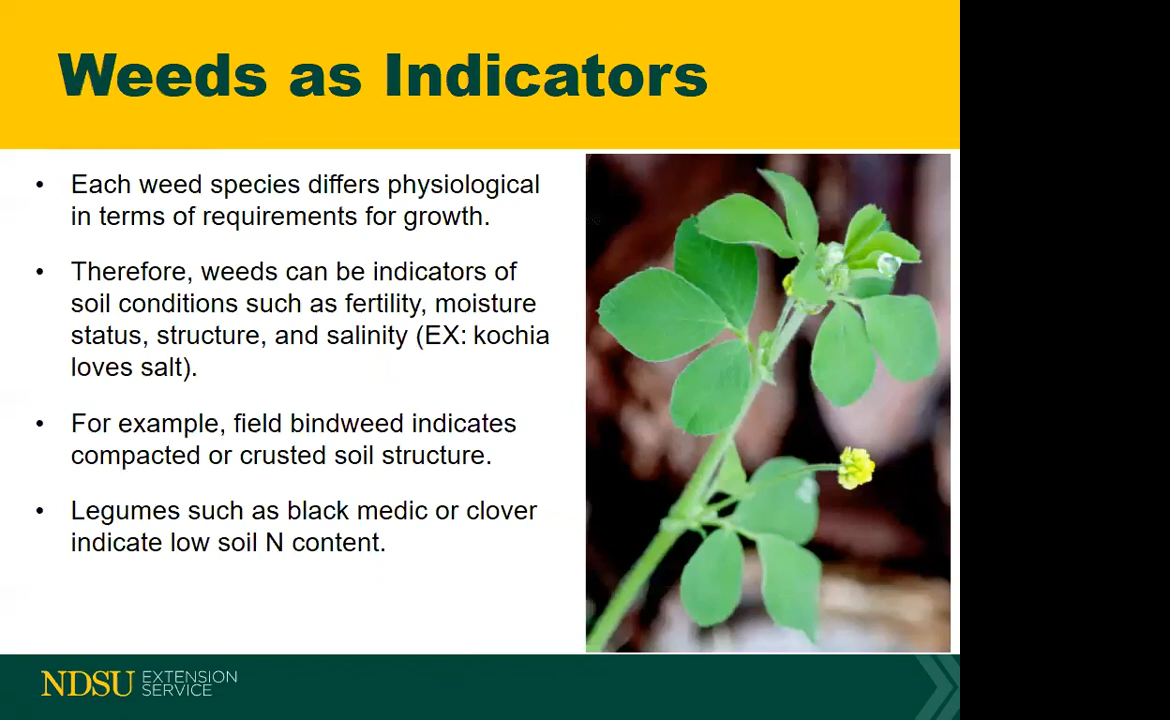 Weeds as Indicators
• Each weed species differs physiological
in terms of requirements for growth.
• Therefore, weeds can be indicators of
soil conditions such as fertility, moisture
status, structure, and salinity (EX: kochia
loves salt).
• For example, field bindweed indicates
compacted or crusted soil structure.
• Legumes such as black medic or clover
indicate low soil N content.
NDSU EXTENSION
SERVICE